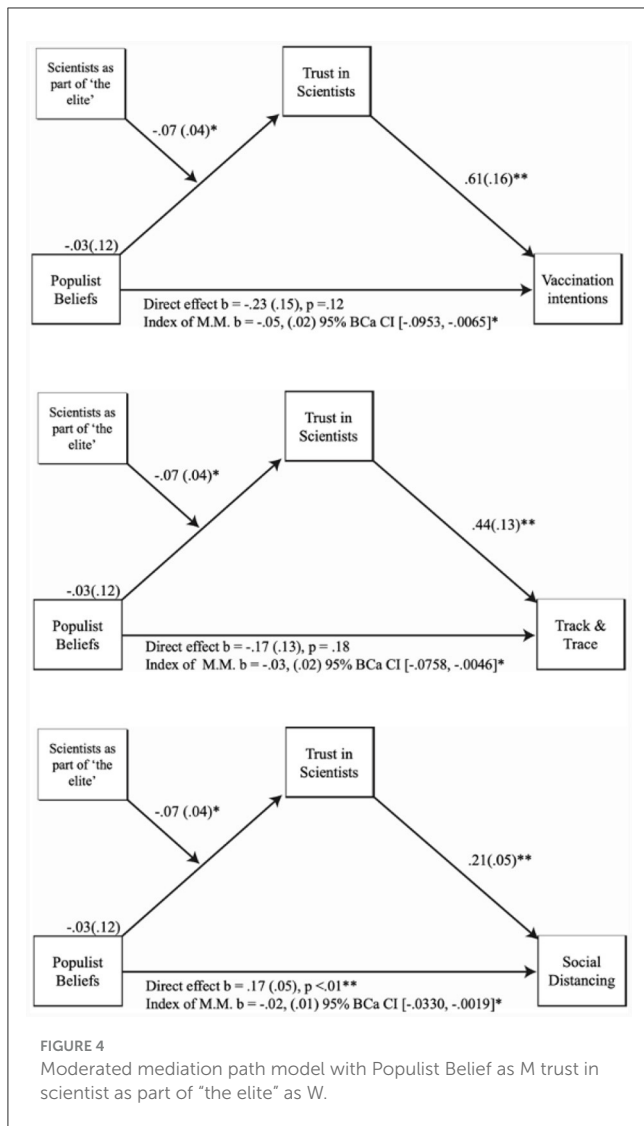 Scientists as
part of 'the
elite'
Trust in
Scientists
-.07 (.04)*
.61(.16)**
-.03(.12)
Populist
Beliefs
Vaccination
intentions
Direct effect b = -.23 (.15), p =.12
Index of M.M. b = -.05, (.02) 95% BCa CI [-.0953, -.0065]*
Scientists as
part of 'the
elite'
Trust in
Scientists
-.07 (.04)*
.44(.13)**
-.03(.12)
Populist
Beliefs
Track &
Trace
Direct effect b = -.17 (.13), p = .18
Index of M.M. b = -.03, (.02) 95% BCa CI [-.0758, -.0046]*
Scientists as
part of 'the
elite'
Trust in
Scientists
-.07 (.04)*
.21(.05)**
-.03(.12)
Populist
Beliefs
Social
Distancing
Direct effect b = .17 (.05), p <.01**
Index of M.M. b = -.02, (.01) 95% BCa CI [-.0330, -.0019]*
FIGURE 4
Moderated mediation path model with Populist Belief as M trust in
scientist as part of "the elite" as W.